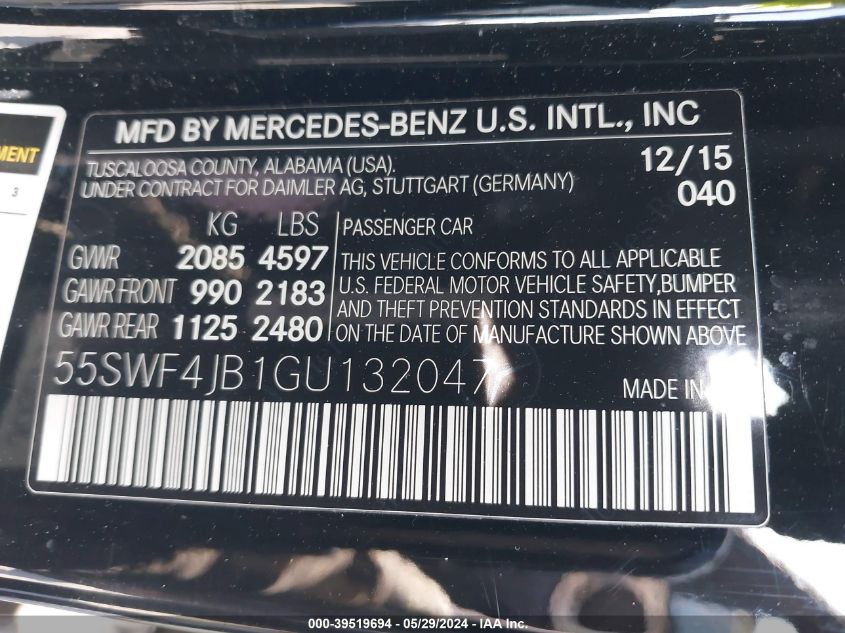 MENT
3
MFD BY MERCEDES-BENZ U.S. INTL., INC
TUSCALOOSA COUNTY, ALABAMA (USA).
UNDER CONTRACT FOR DAIMLER AG, STUTTGART (GERMANY)
12/15
040
KG LBS
GVWR 2085 4597
GAWR FRONT 990 2183
GAWR REAR 1125 2480
PASSENGER CAR
THIS VEHICLE CONFORMS TO ALL APPLICABLE
U.S. FEDERAL MOTOR VEHICLE SAFETY,BUMPER
AND THEFT PREVENTION STANDARDS IN EFFECT
ON THE DATE OF MANUFACTURE SHOWN ABOVE
55SWF4JB1GU132047
MADE IN
000-39519694 - 05/29/2024 - IAA Inc.